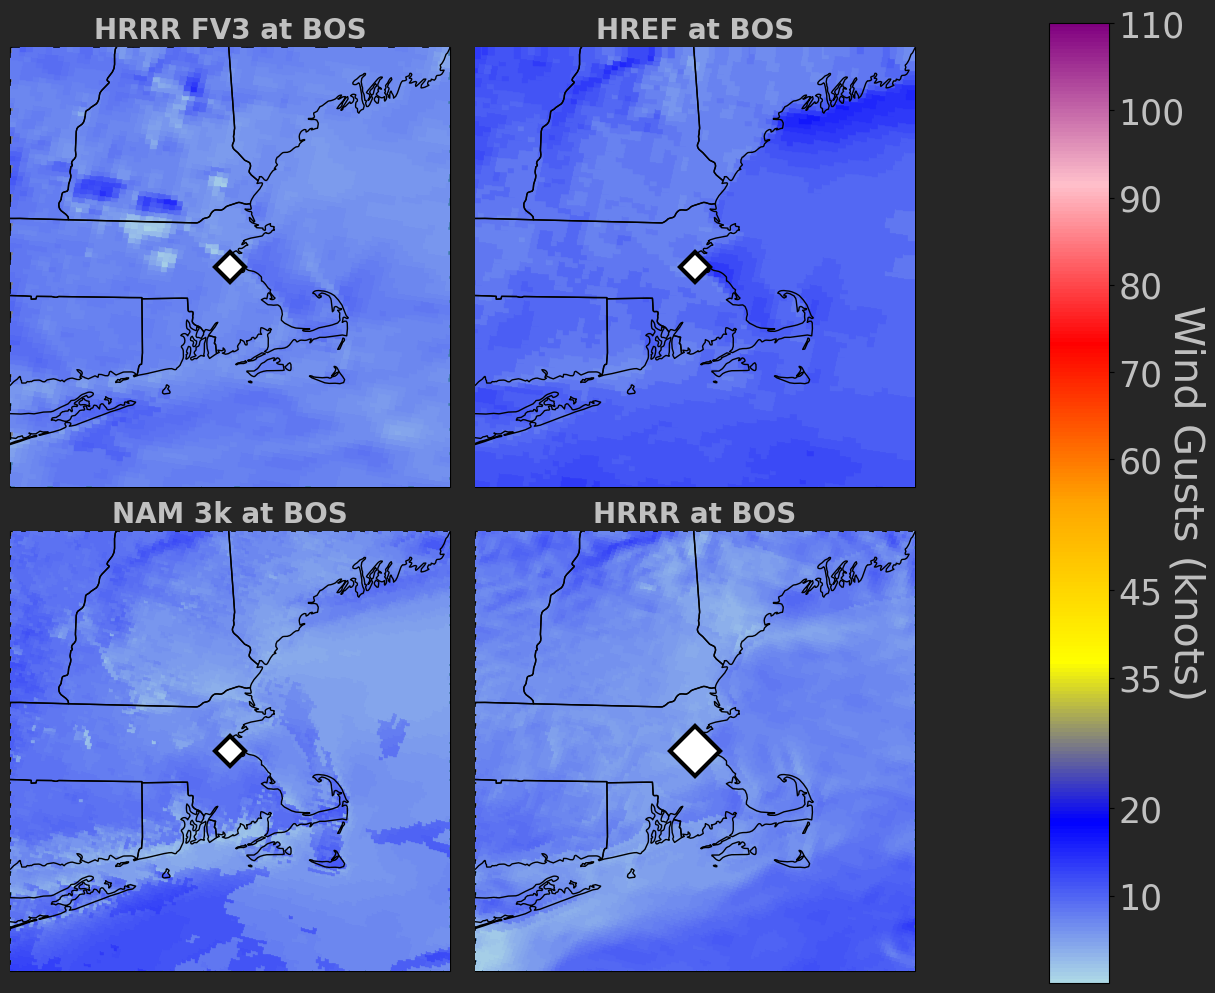 HRRR FV3 at BOS
HREF at BOS
NAM 3k at BOS
HRRR at BOS
110
100
90
80
70
60
45
35
20
10
Wind Gusts (knots)